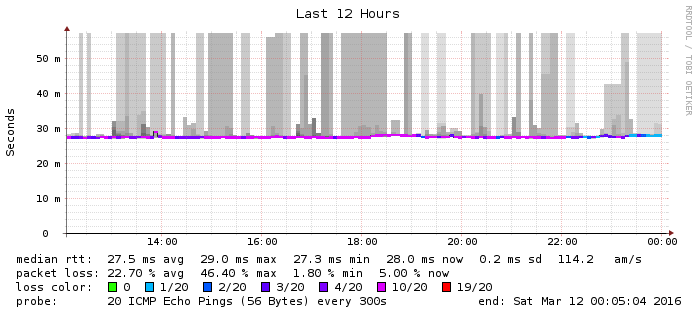 Last 12 Hours
RRDTOOL / TOBI OETIKER
Seconds
50 m
40 m
30 m
20 m
10 m
0
14:00 16:00 18:00 20:00 22:00 00:00
median rtt: 27.5 ms avg 29.0 ms max 27.3 ms min 28.0 ms now 0.2 ms sd 114.2 am/s
packet loss: 22.70 % avg 46.40 % max 1.80 % min 5.00 % now
loss color: 0 1/20 2/20 3/20 4/20 10/20 19/20
probe: 20 ICMP Echo Pings (56 Bytes) every 300s end: Sat Mar 12 00:05:04 2016